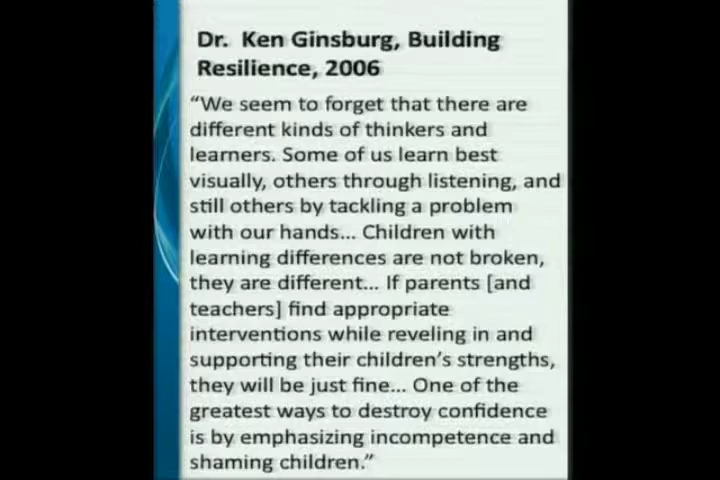 Dr.  Ken Ginsburg, Building
Resilience, 2006
“We seem to forget that there are
different kinds of thinkers and
learners. Some of us learn best
visually, others through listening, and
still others by tackling a problem
with our hands... Children with
learning differences are not broken,
they are different... If parents [and
teachers] find appropriate
interventions while reveling in and
supporting their children’s strengths,
they will be just fine... One of the
greatest ways to destroy confidence
is by emphasizing incompetence and
shaming children.”